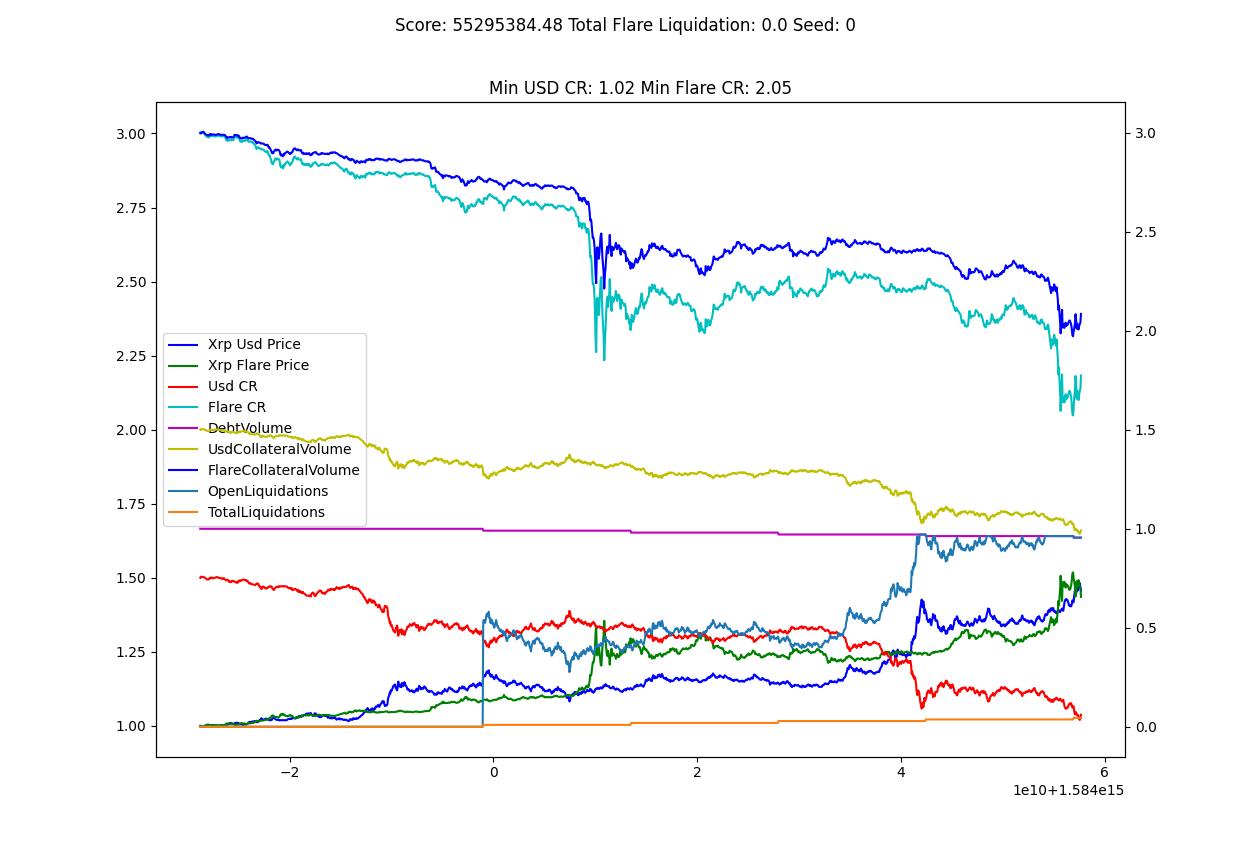 Score: 55295384.48 Total Flare Liquidation: 0.0 Seed: 0
Min USD CR: 1.02 Min Flare CR: 2.05
3.00
2.75
2.50
2.25
2.00
1.75
1.50
1.25
1.00
Xrp Usd Price
Xrp Flare Price
Usd CR
Flare CR
DebtVolume
UsdCollateralVolume
FlareCollateralVolume
OpenLiquidations
TotalLiquidations
3.0
2.5
2.0
1.5
1.0
0.5
0.0
−2 0 2 4 6
1e10+1.584e15